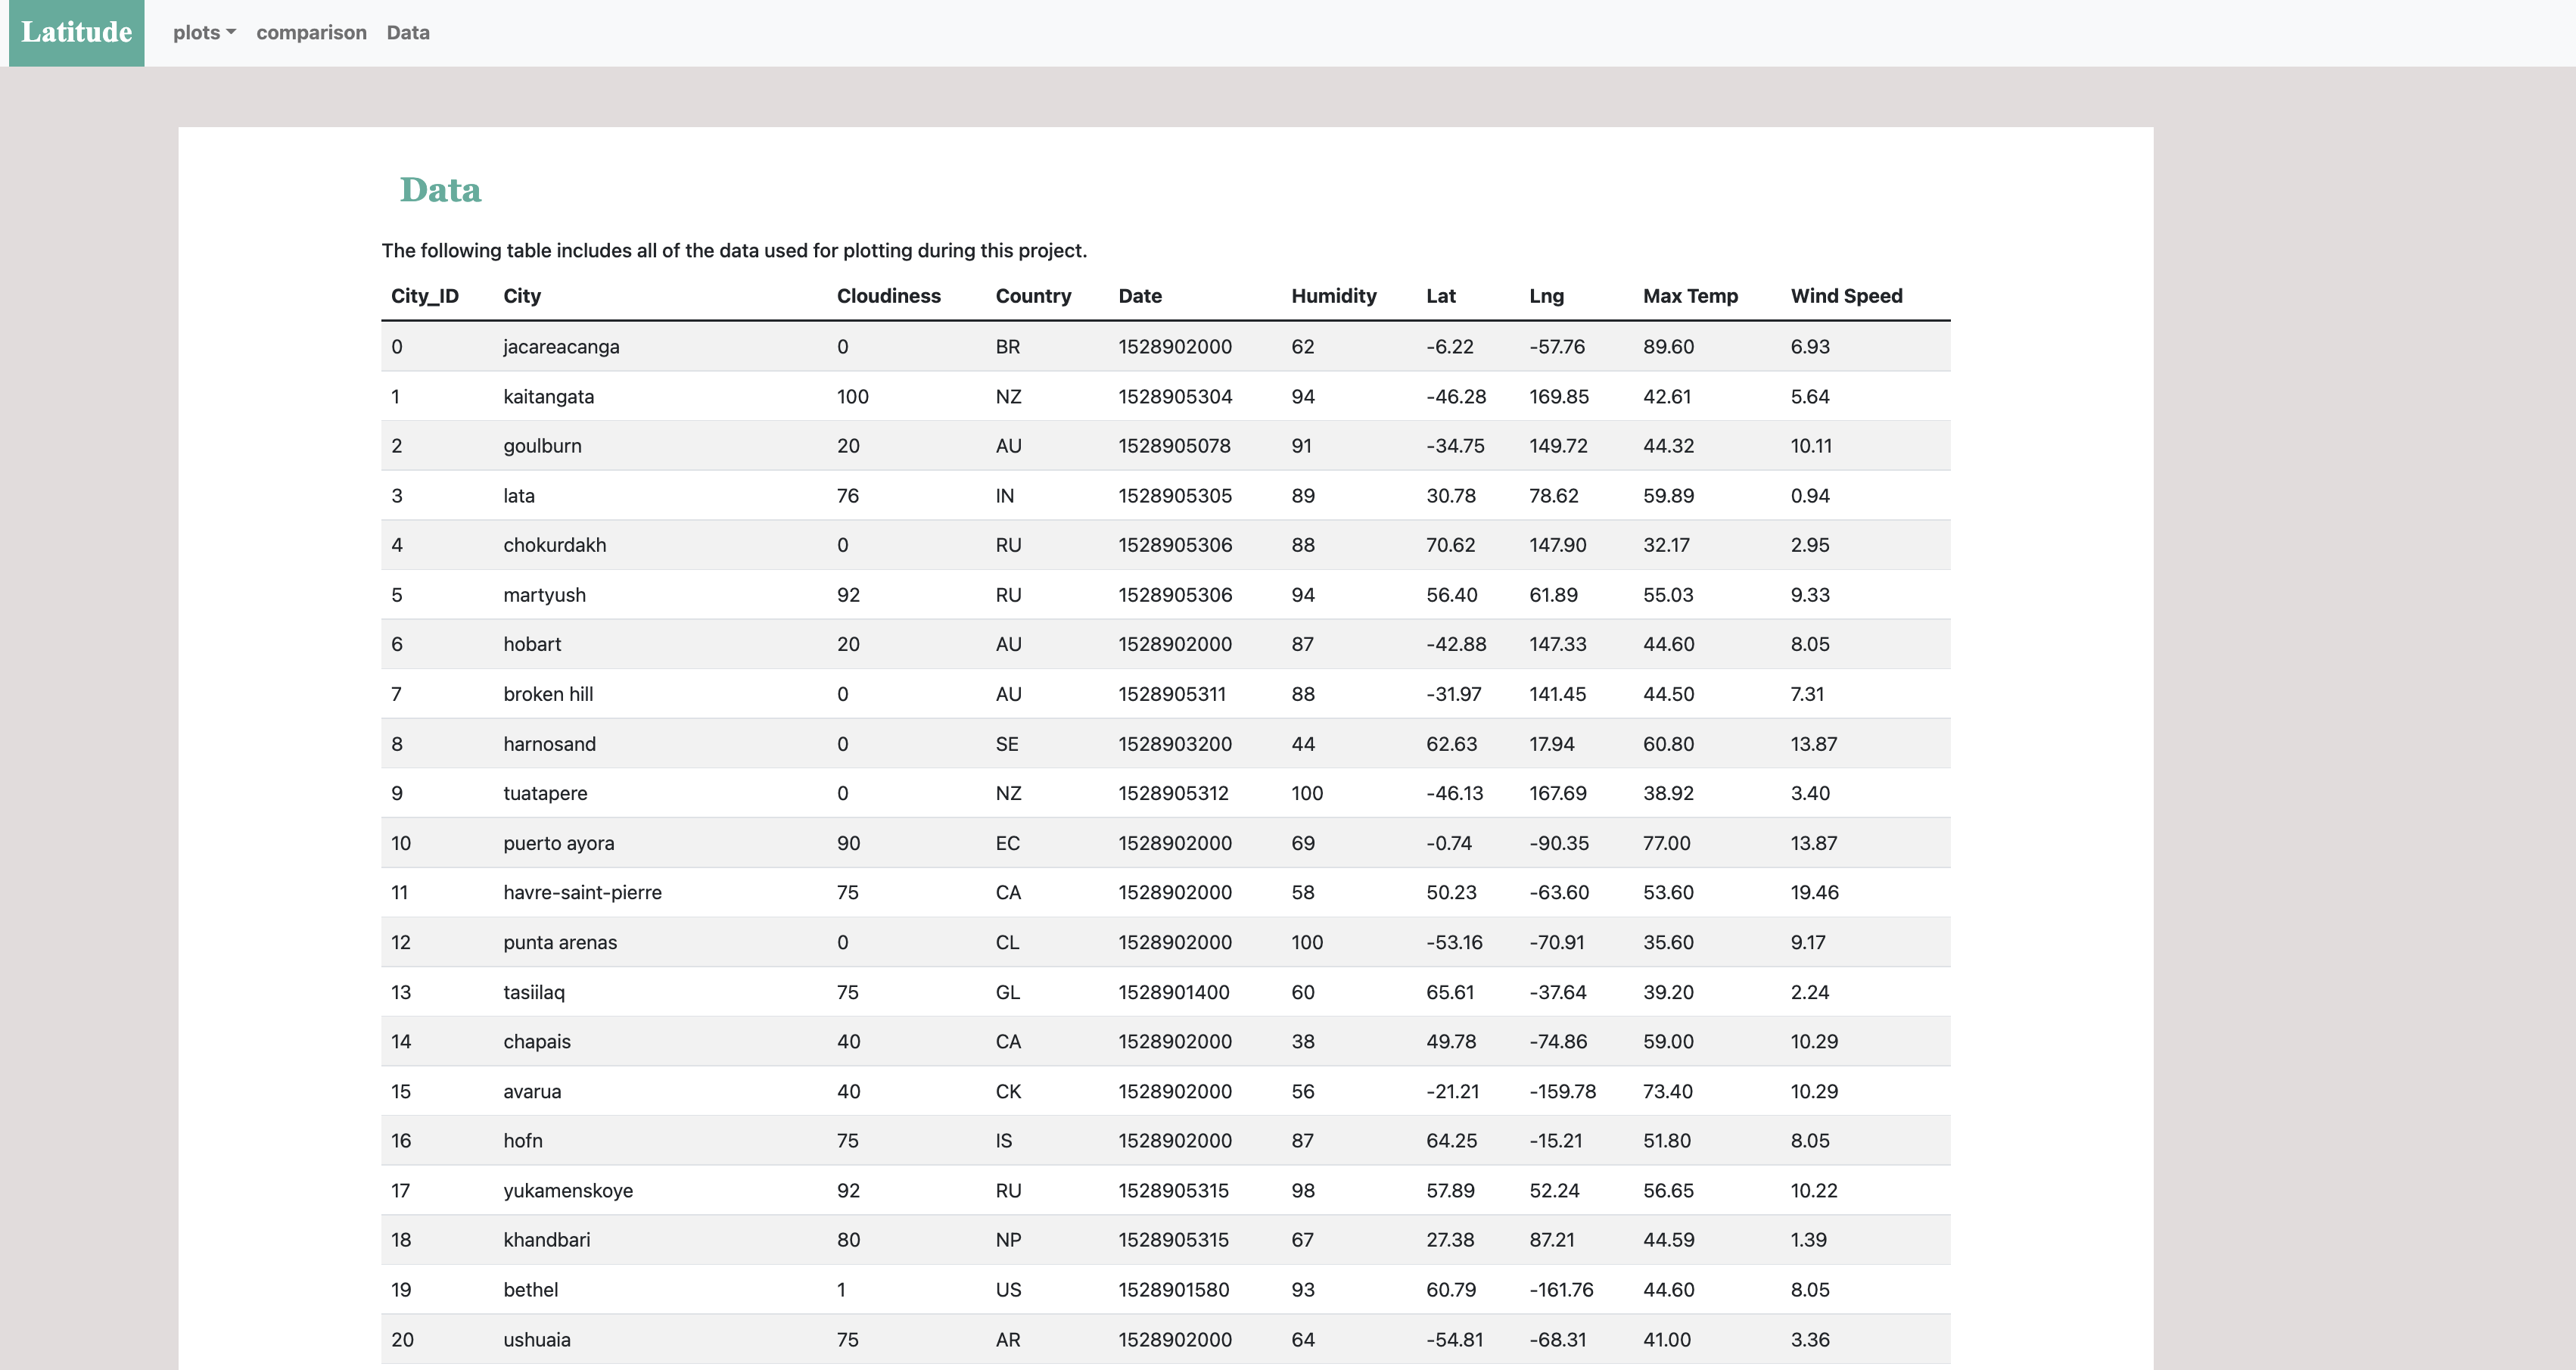 Latitude plots comparison Data
Data
The following table includes all of the data used for plotting during this project.
City_ID City Cloudiness Country Date Humidity Lat Lng Max Temp Wind Speed
0 jacareacanga 0 BR 1528902000 62 -6.22 -57.76 89.60 6.93
1 kaitangata 100 NZ 1528905304 94 -46.28 169.85 42.61 5.64
2 goulburn 20 AU 1528905078 91 -34.75 149.72 44.32 10.11
3 lata 76 IN 1528905305 89 30.78 78.62 59.89 0.94
4 chokurdakh 0 RU 1528905306 88 70.62 147.90 32.17 2.95
5 martyush 92 RU 1528905306 94 56.40 61.89 55.03 9.33
6 hobart 20 AU 1528902000 87 -42.88 147.33 44.60 8.05
7 broken hill 0 AU 1528905311 88 -31.97 141.45 44.50 7.31
8 harnosand 0 SE 1528903200 44 62.63 17.94 60.80 13.87
9 tuatapere 0 NZ 1528905312 100 -46.13 167.69 38.92 3.40
10 puerto ayora 90 EC 1528902000 69 -0.74 -90.35 77.00 13.87
11 havre-saint-pierre 75 CA 1528902000 58 50.23 -63.60 53.60 19.46
12 punta arenas 0 CL 1528902000 100 -53.16 -70.91 35.60 9.17
13 tasiilaq 75 GL 1528901400 60 65.61 -37.64 39.20 2.24
14 chapais 40 CA 1528902000 38 49.78 -74.86 59.00 10.29
15 avarua 40 CK 1528902000 56 -21.21 -159.78 73.40 10.29
16 hofn 75 IS 1528902000 87 64.25 -15.21 51.80 8.05
17 yukamenskoye 92 RU 1528905315 98 57.89 52.24 56.65 10.22
18 khandbari 80 NP 1528905315 67 27.38 87.21 44.59 1.39
19 bethel 1 US 1528901580 93 60.79 -161.76 44.60 8.05
20 ushuaia 75 AR 1528902000 64 -54.81 -68.31 41.00 3.36